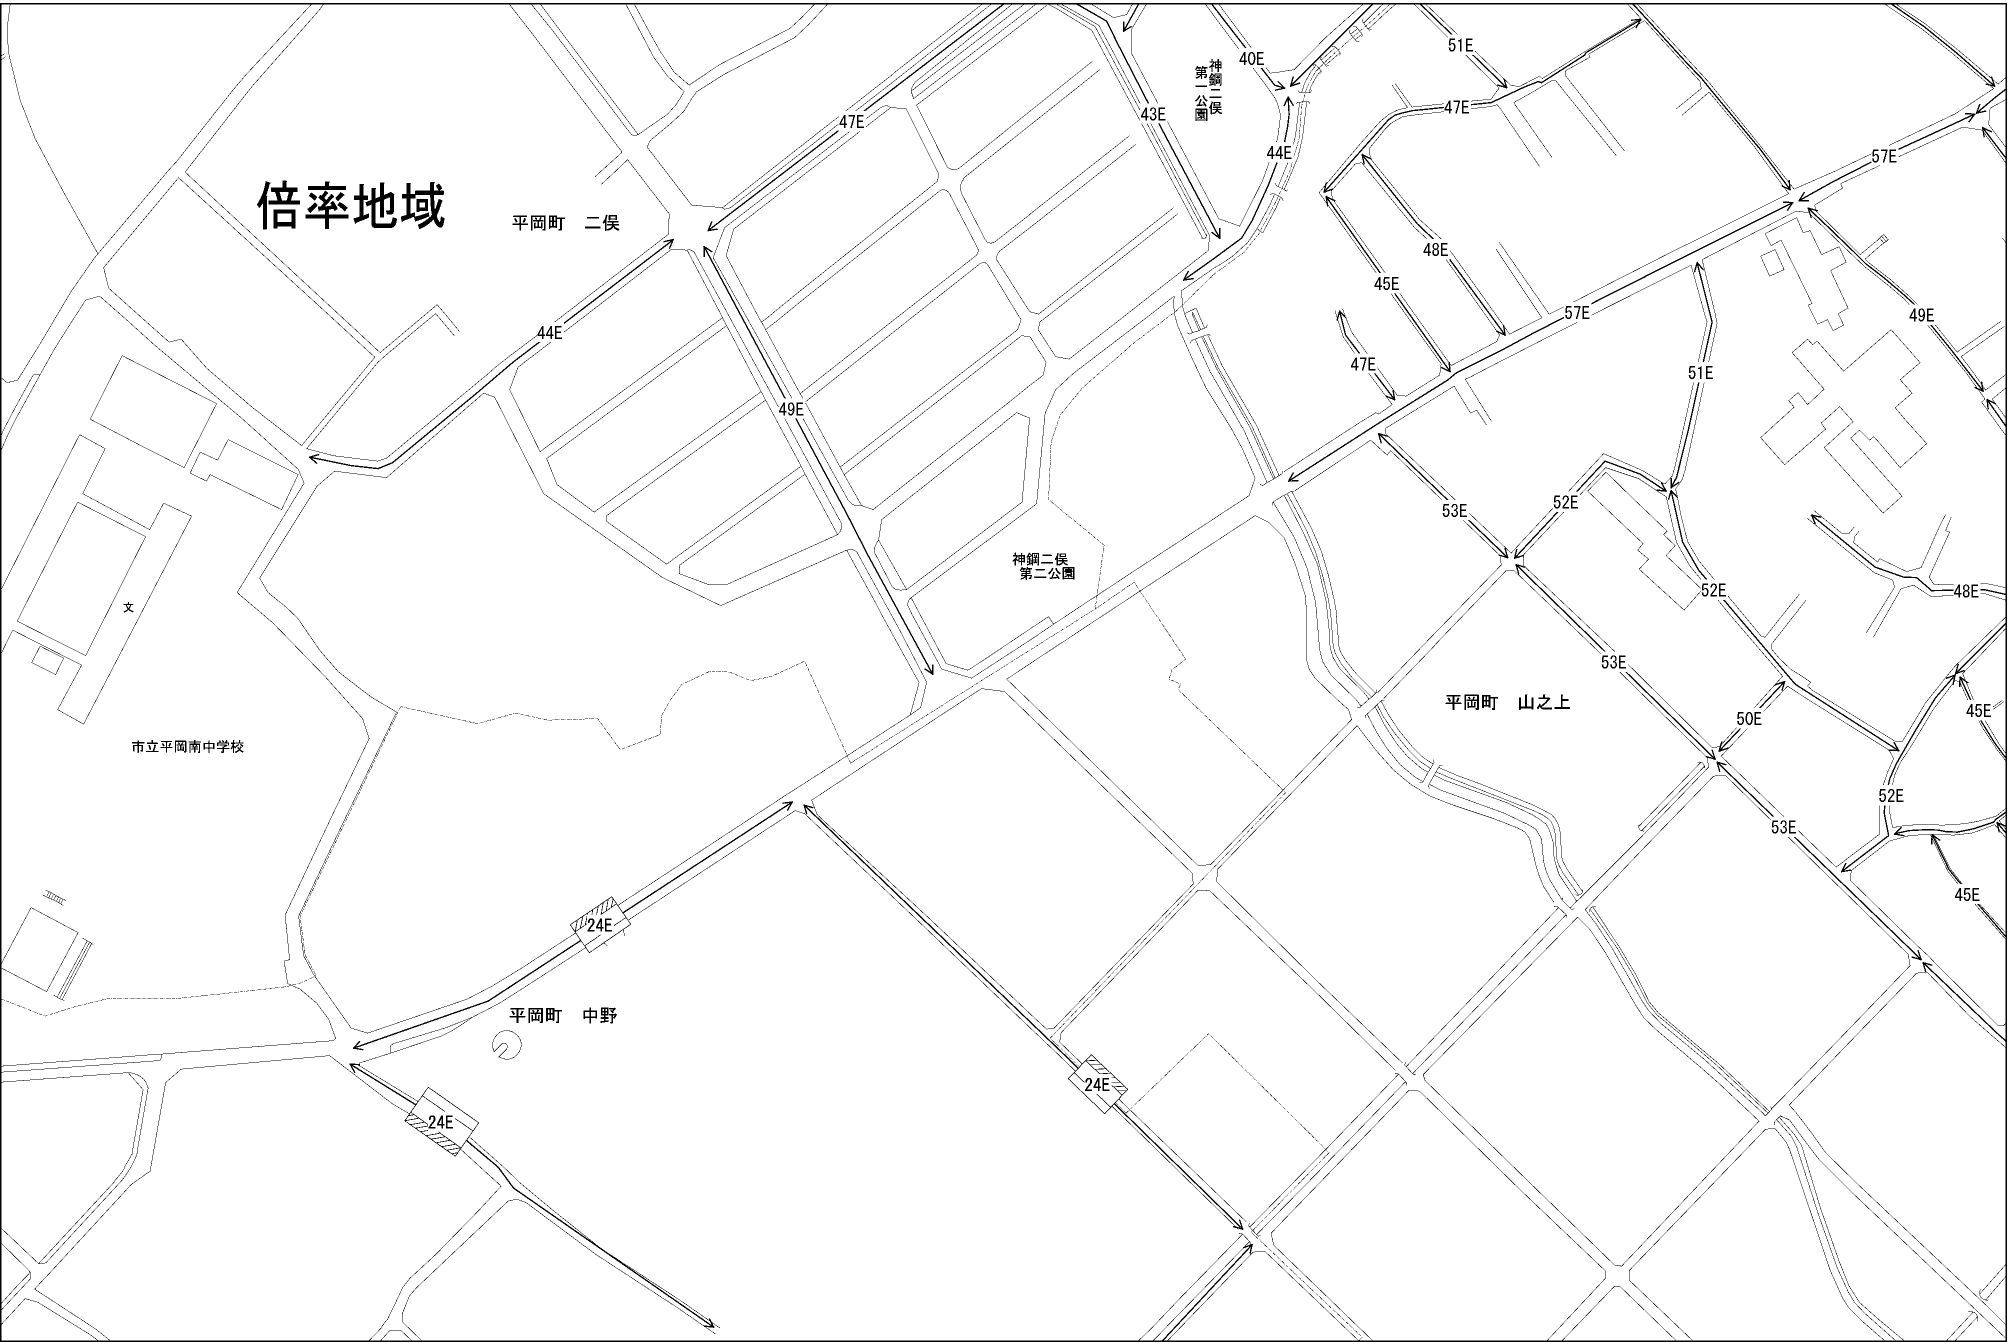 51E
40E
神鋼二俣
第一公園
47E
43E
47E
44E
57E
倍率地域
平岡町　二俣
48E
45E
57E
49E
44E
47E
51E
49E
52E
53E
神鋼二俣
第二公園
52E
48E
文
53E
平岡町　山之上
45E
50E
市立平岡南中学校
52E
53E
45E
24E
平岡町　中野
24E
24E